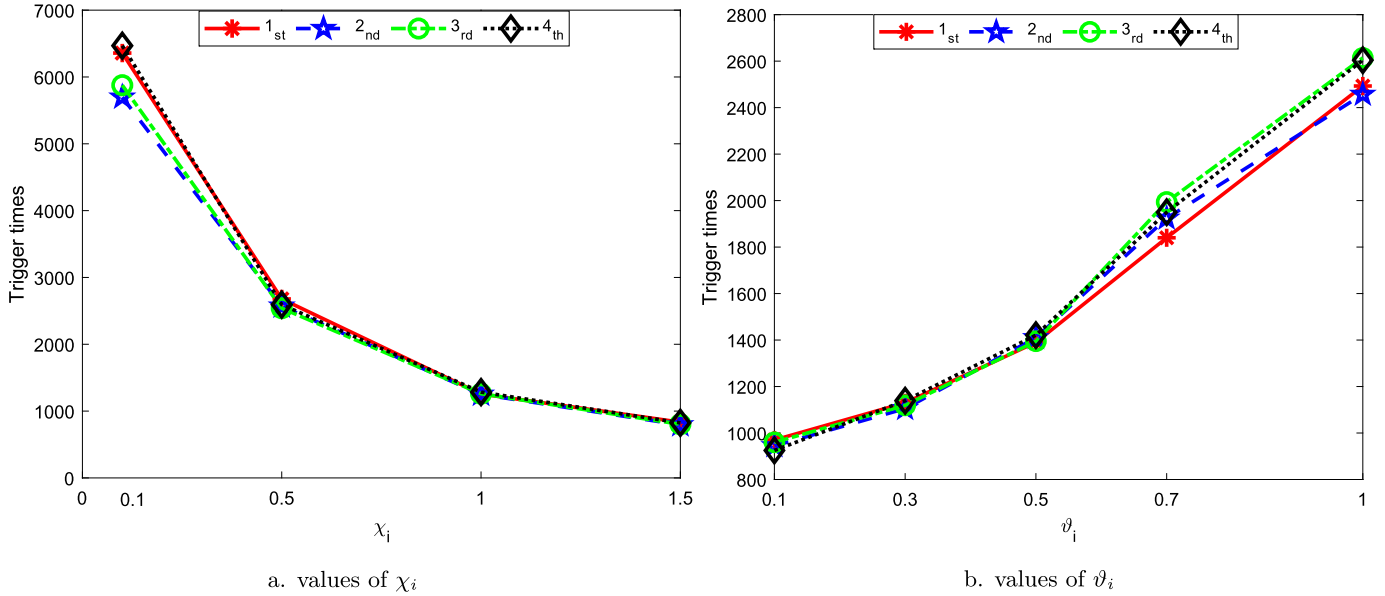 1st 2nd 3rd 4th
7000
6000
5000
4000
3000
2000
1000
0
Trigger times
0 0.1 0.5 1 1.5
χi
a. values of χi
1st 2nd 3rd 4th
2800
2600
2400
2200
2000
1800
1600
1400
1200
1000
800
Trigger times
0.1 0.3 0.5 0.7 1
ϑi
b. values of ϑi